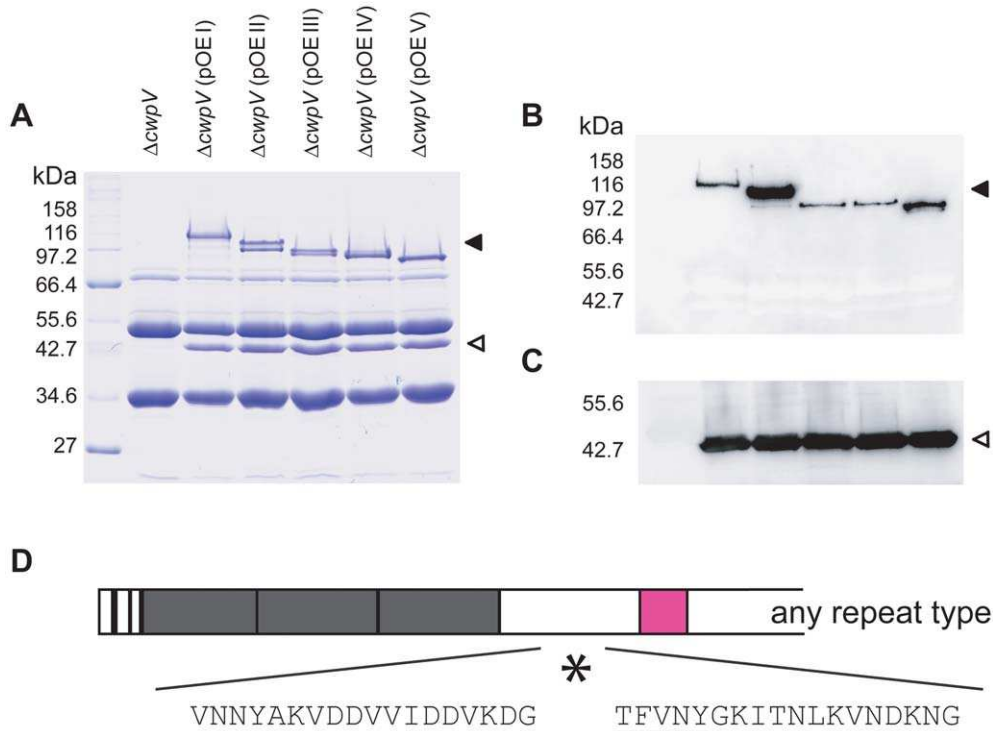 A
ΔcwpV
ΔcwpV (pOE I)
ΔcwpV (pOE II)
ΔcwpV (pOE III)
ΔcwpV (pOE IV)
ΔcwpV (pOE V)
kDa
158
116
97.2
66.4
55.6
42.7
34.6
27
B
kDa
158
116
97.2
66.4
55.6
42.7
C
55.6
42.7
D
any repeat type
*
VNNYAKVDDVVIDDVKDG TFVNYGKITNLKVNDKNG